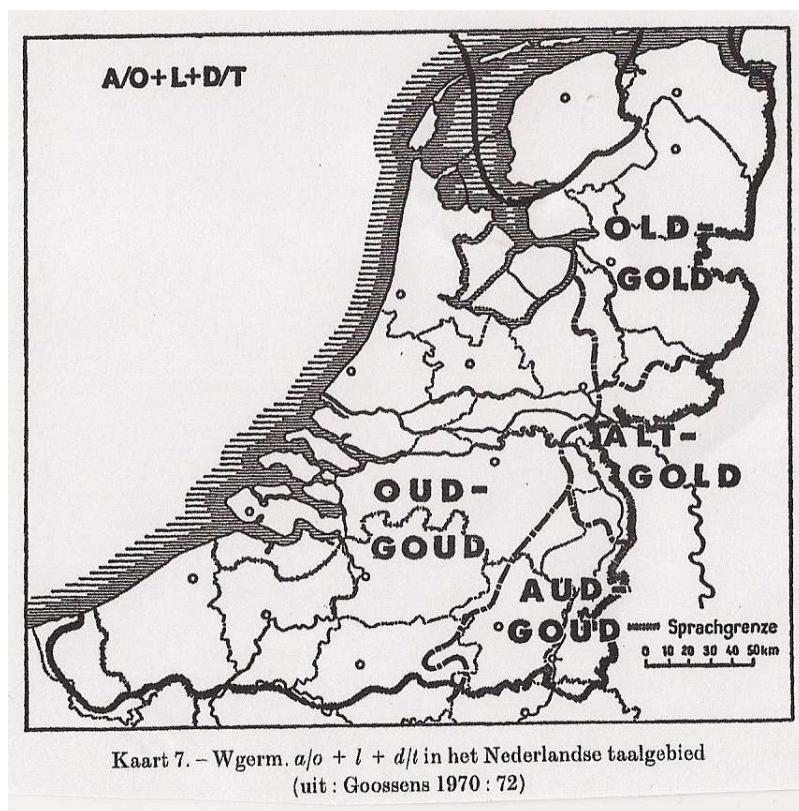 A/O+L+D/T
OLD-
GOLD
ALT-
GOLD
OUD-
GOUD
AUD-
GOUD
Sprachgrenze
0 10 20 30 40 50km
Kaart 7. – Wgerm. a/o + l + d/t in het Nederlandse taalgebied
(uit : Goossens 1970 : 72)